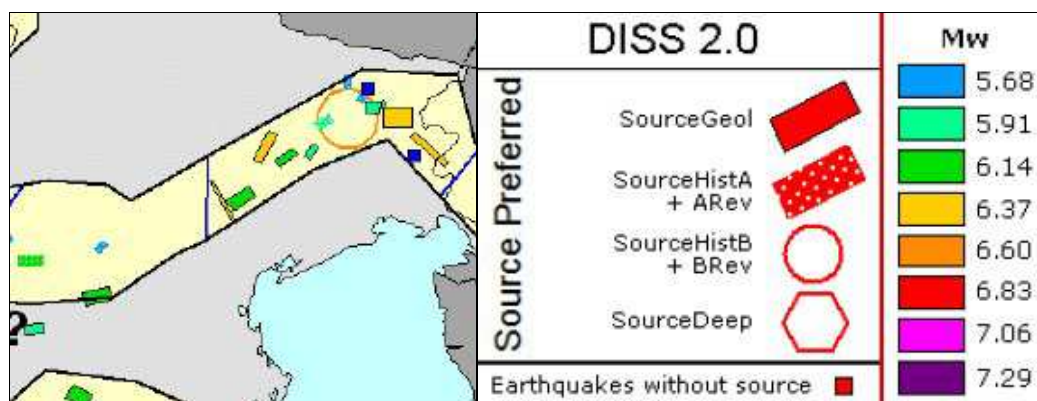 ?
DISS 2.0
Source Preferred
SourceGeol
SourceHistA
+ ARev
SourceHistB
+ BRev
SourceDeep
Earthquakes without source
Mw
5.68
5.91
6.14
6.37
6.60
6.83
7.06
7.29